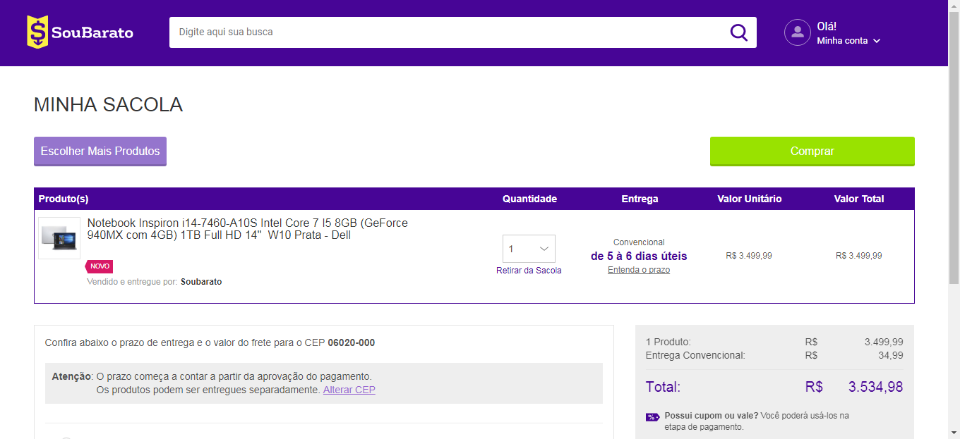 SouBarato
Digite aqui sua busca
Olá!
Minha conta
MINHA SACOLA
Escolher Mais Produtos
Comprar
Produto(s) Quantidade Entrega Valor Unitário Valor Total
Notebook Inspiron i14-7460-A10S Intel Core 7 I5 8GB (GeForce
940MX com 4GB) 1TB Full HD 14" W10 Prata - Dell
NOVO
Vendido e entregue por: Soubarato
1
Retirar da Sacola
Convencional
de 5 à 6 dias úteis
Entenda o prazo
R$ 3.499,99
R$ 3.499,99
Confira abaixo o prazo de entrega e o valor do frete para o CEP 06020-000
Atenção: O prazo começa a contar a partir da aprovação do pagamento.
Os produtos podem ser entregues separadamente. Alterar CEP
1 Produto: R$ 3.499,99
Entrega Convencional: R$ 34,99
Total: R$ 3.534,98
Possui cupom ou vale? Você poderá usá-los na
etapa de pagamento.